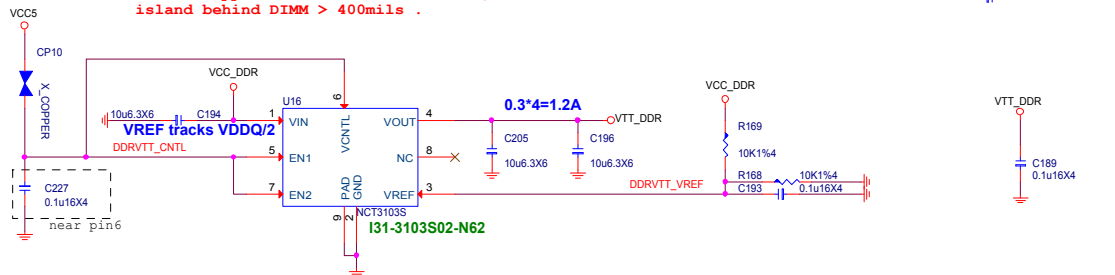 island behind DIMM > 400mils .
VCC5
CP10
X_COPPER
VCC_DDR
U16
10u6.3X6
C194
VREF tracks VDDQ/2
DDRVTT_CNTL
1
VIN
5
EN1
7
EN2
6
VCNTL
VOUT
4
NC
8
VREF
3
PAD
GND
9
2
NCT3103S
I31-3103S02-N62
0.3*4=1.2A
VTT_DDR
C205
10u6.3X6
C196
10u6.3X6
C227
0.1u16X4
near pin6
VCC_DDR
R169
10K1%4
DDRVTT_VREF
R168
10K1%4
C193
0.1u16X4
VTT_DDR
C189
0.1u16X4